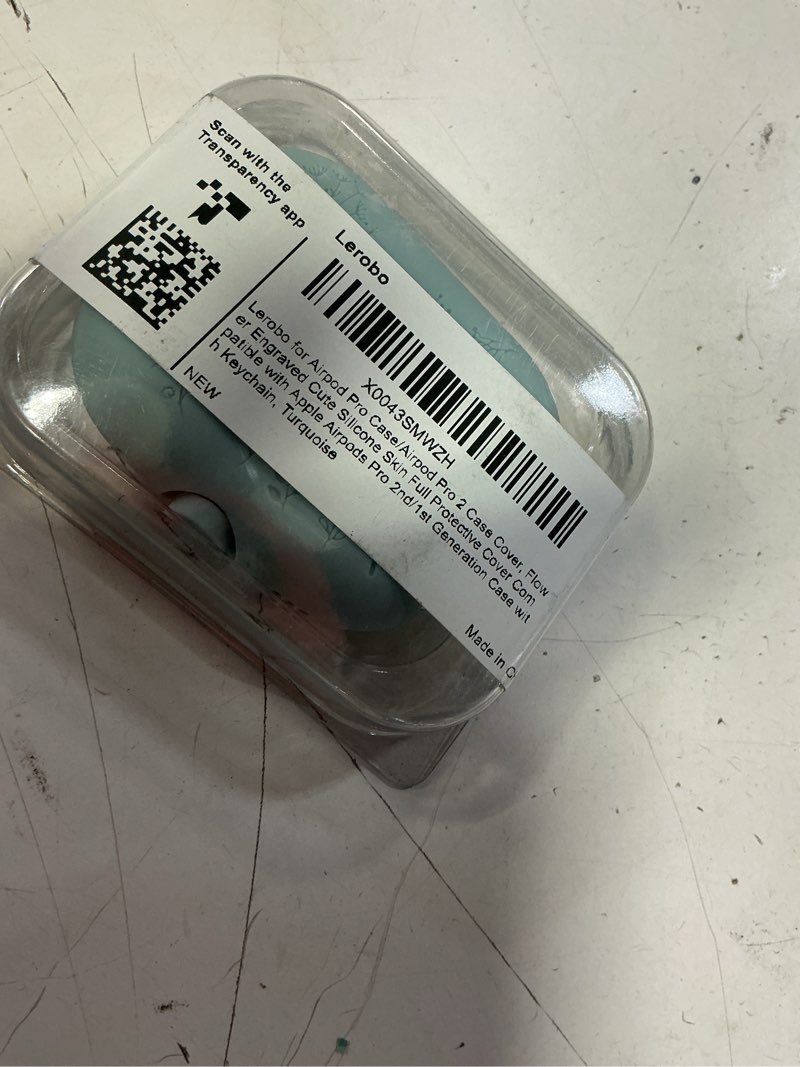 Scan with the
Transparency app
Lerobo
X0043SMWZH
Lerobo for Airpod Pro Case/Airpod Pro 2 Case Cover, Flow
er Engraved Cute Silicone Skin Full Protective Cover Com
patible with Apple Airpods Pro 2nd/1st Generation Case wit
h Keychain, Turquoise
NEW
Made in C